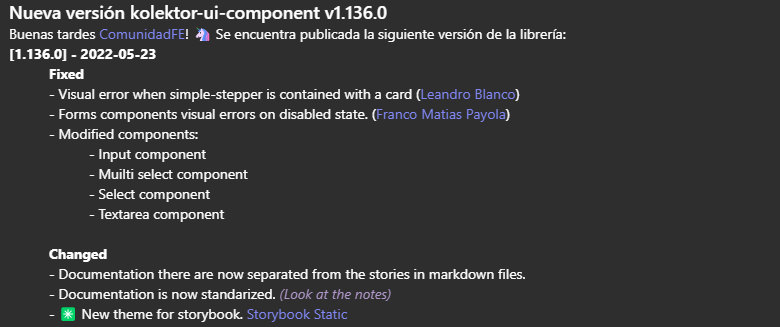 Nueva versión kolektor-ui-component v1.136.0
Buenas tardes ComunidadFE! 🦄 Se encuentra publicada la siguiente versión de la librería:
[1.136.0] - 2022-05-23
Fixed
- Visual error when simple-stepper is contained with a card (Leandro Blanco)
- Forms components visual errors on disabled state. (Franco Matias Payola)
- Modified components:
- Input component
- Muilti select component
- Select component
- Textarea component
Changed
- Documentation there are now separated from the stories in markdown files.
- Documentation is now standarized. (Look at the notes)
- ✳️ New theme for storybook. Storybook Static